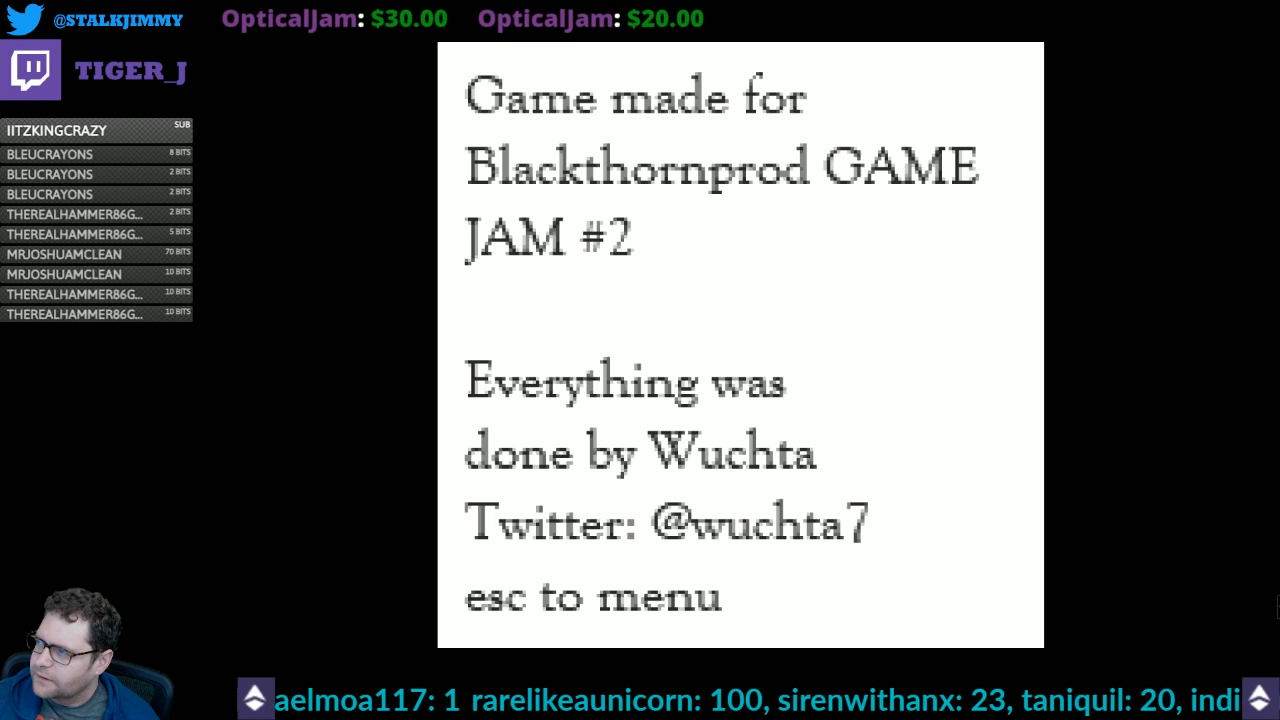 @STALKJIMMY
OpticalJam: $30.00 OpticalJam: $20.00
TIGER_J
IITZKINGCRAZY SUB
BLEUCRAYONS 8 BITS
BLEUCRAYONS 2 BITS
BLEUCRAYONS 2 BITS
THEREALHAMMER86G... 2 BITS
THEREALHAMMER86G... 5 BITS
MRJOSHUAMCLEAN 70 BITS
MRJOSHUAMCLEAN 10 BITS
THEREALHAMMER86G... 10 BITS
THEREALHAMMER86G... 10 BITS
Game made for
Blackthornprod GAME
JAM #2
Everything was
done by Wuchta
Twitter: @wuchta7
esc to menu
aelmoa117: 1 rarelikeaunicorn: 100, sirenwithanx: 23, taniquil: 20, indi